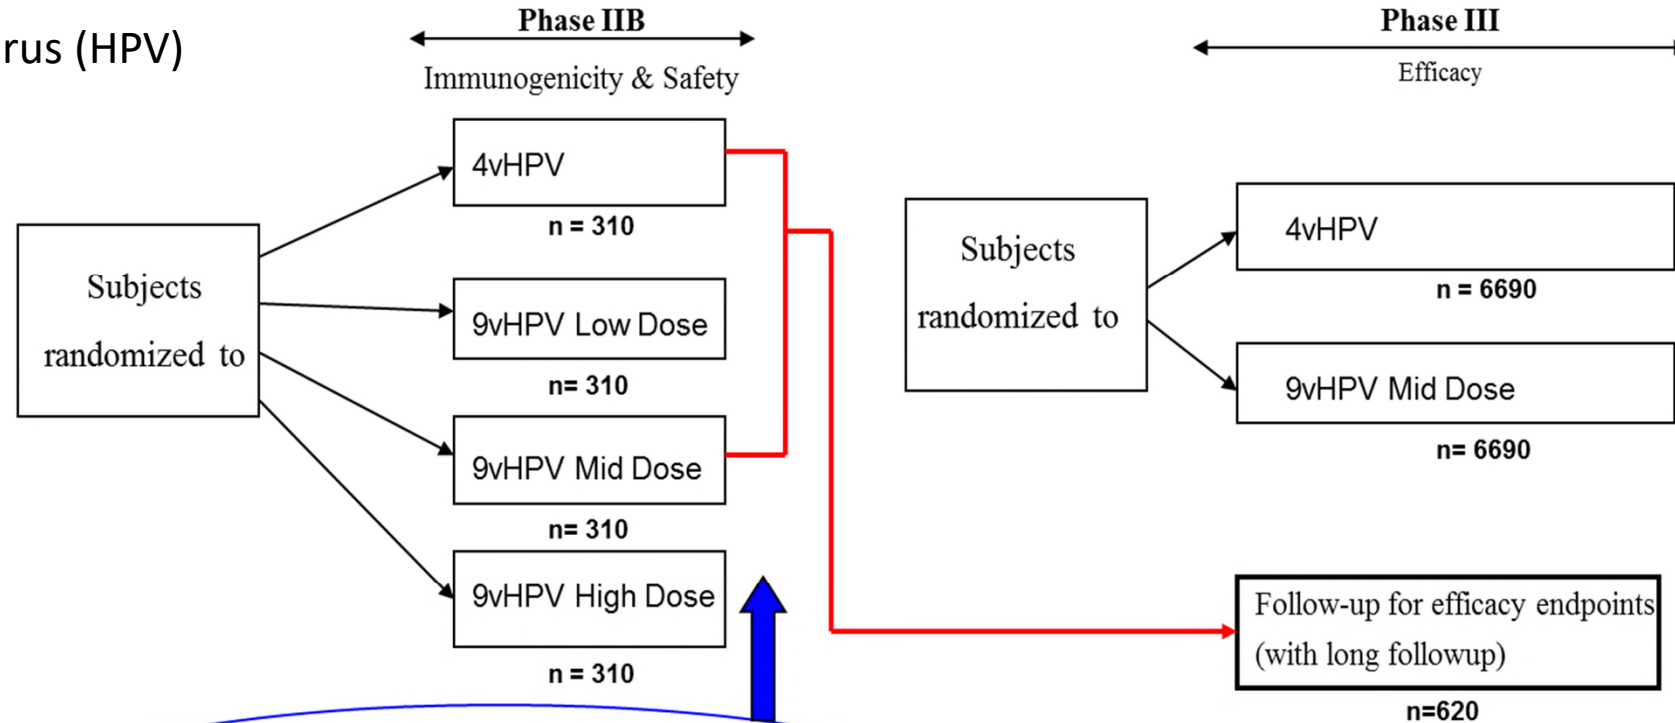 rus (HPV)
Phase IIB
Immunogenicity & Safety
Subjects
randomized to
4vHPV
n = 310
9vHPV Low Dose
n= 310
9vHPV Mid Dose
n= 310
9vHPV High Dose
n = 310
Phase III
Efficacy
Subjects
randomized to
4vHPV
n = 6690
9vHPV Mid Dose
n= 6690
Follow-up for efficacy endpoints
(with long followup)
n=620